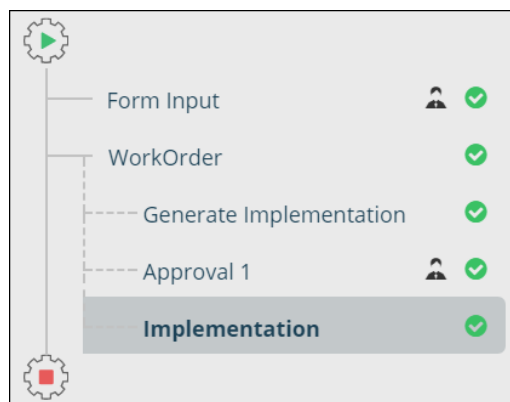 Form Input
WorkOrder
Generate Implementation
Approval 1
Implementation